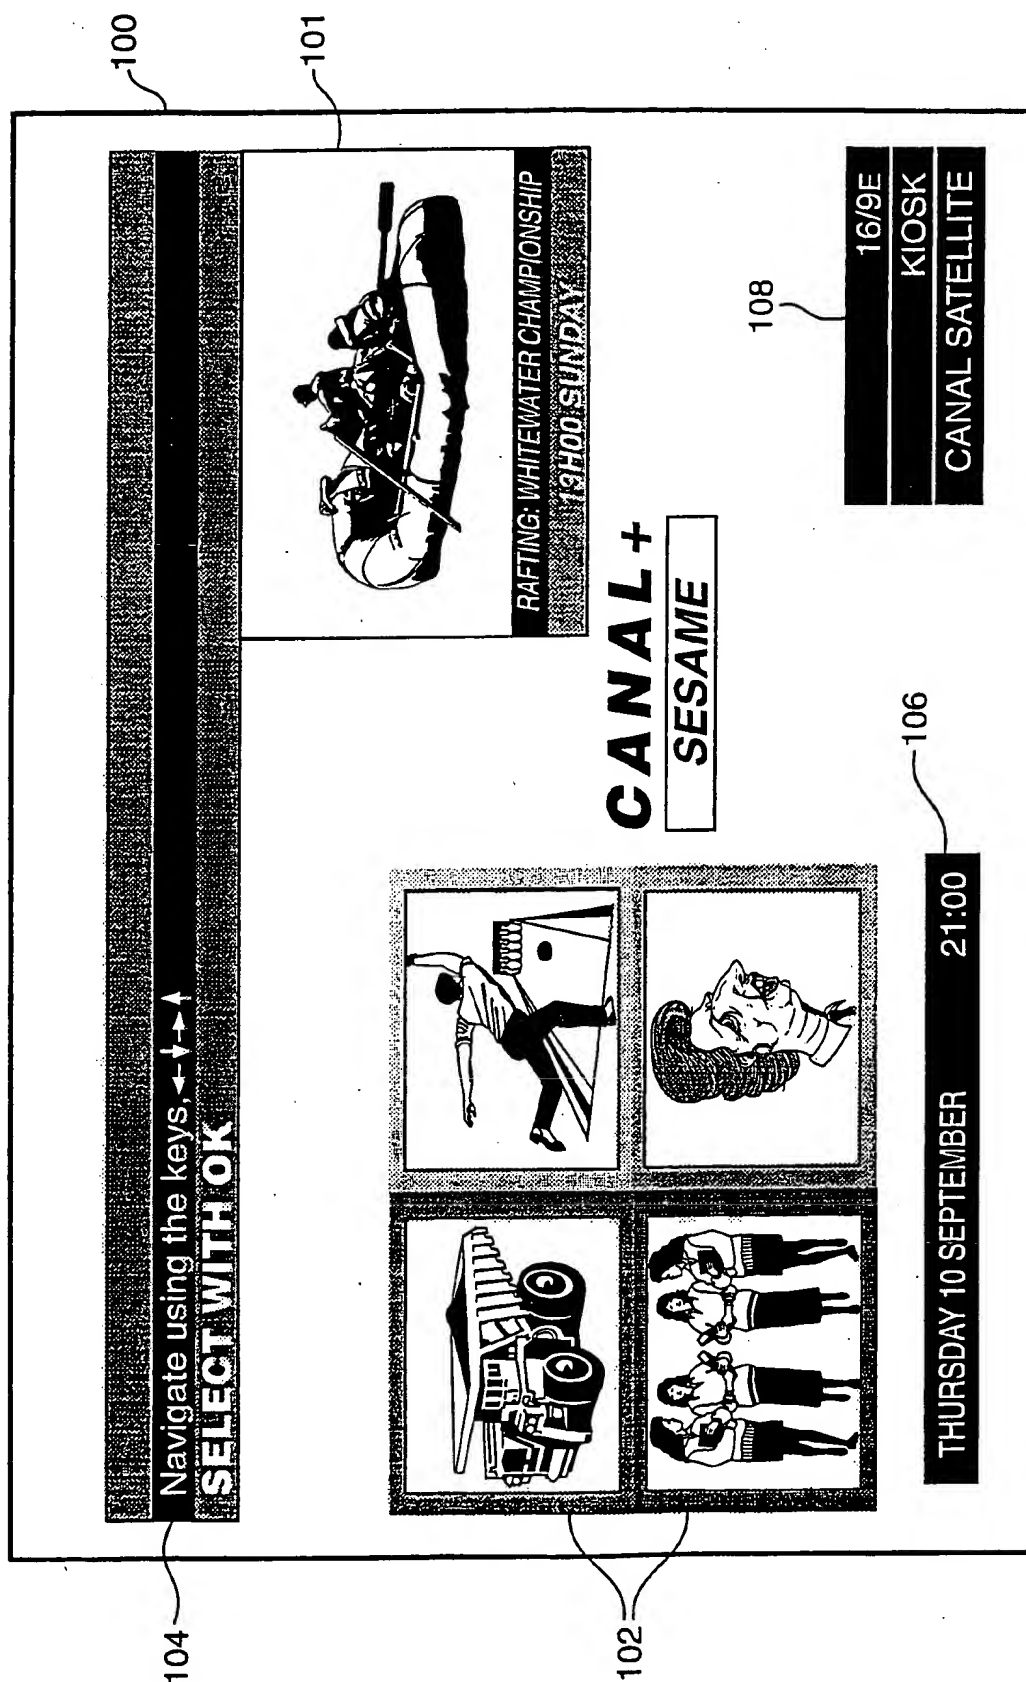 100
101
104
Navigate using the keys, ←↓→↑
SELECT WITH OK
RAFTING: WHITEWATER CHAMPIONSHIP
13H00 SUNDAY
CANAL+
SESAME
102
108
16/9E
KIOSK
CANAL SATELLITE
106
THURSDAY 10 SEPTEMBER 21:00